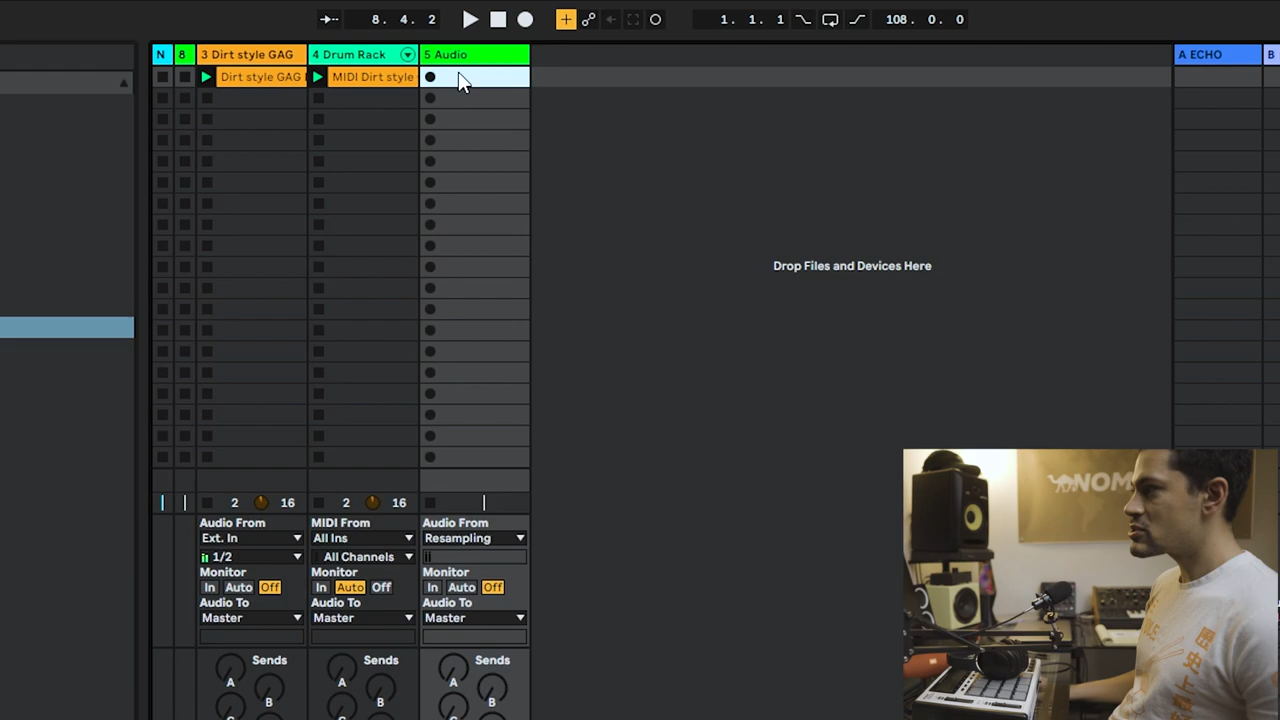 8. 4. 2
1. 1. 1
108. 0. 0
N
8
3 Dirt style GAG
4 Drum Rack
5 Audio
A ECHO
B
Dirt style GAG
MIDI Dirt style
Drop Files and Devices Here
2 16
2 16
Audio From
MIDI From
Audio From
Ext. In
All Ins
Resampling
1/2
All Channels
Monitor
Monitor
Monitor
In Auto Off
In Auto Off
In Auto Off
Audio To
Audio To
Audio To
Master
Master
Master
Sends
Sends
Sends
A
A
A
B
B
B
NOM
歴
史